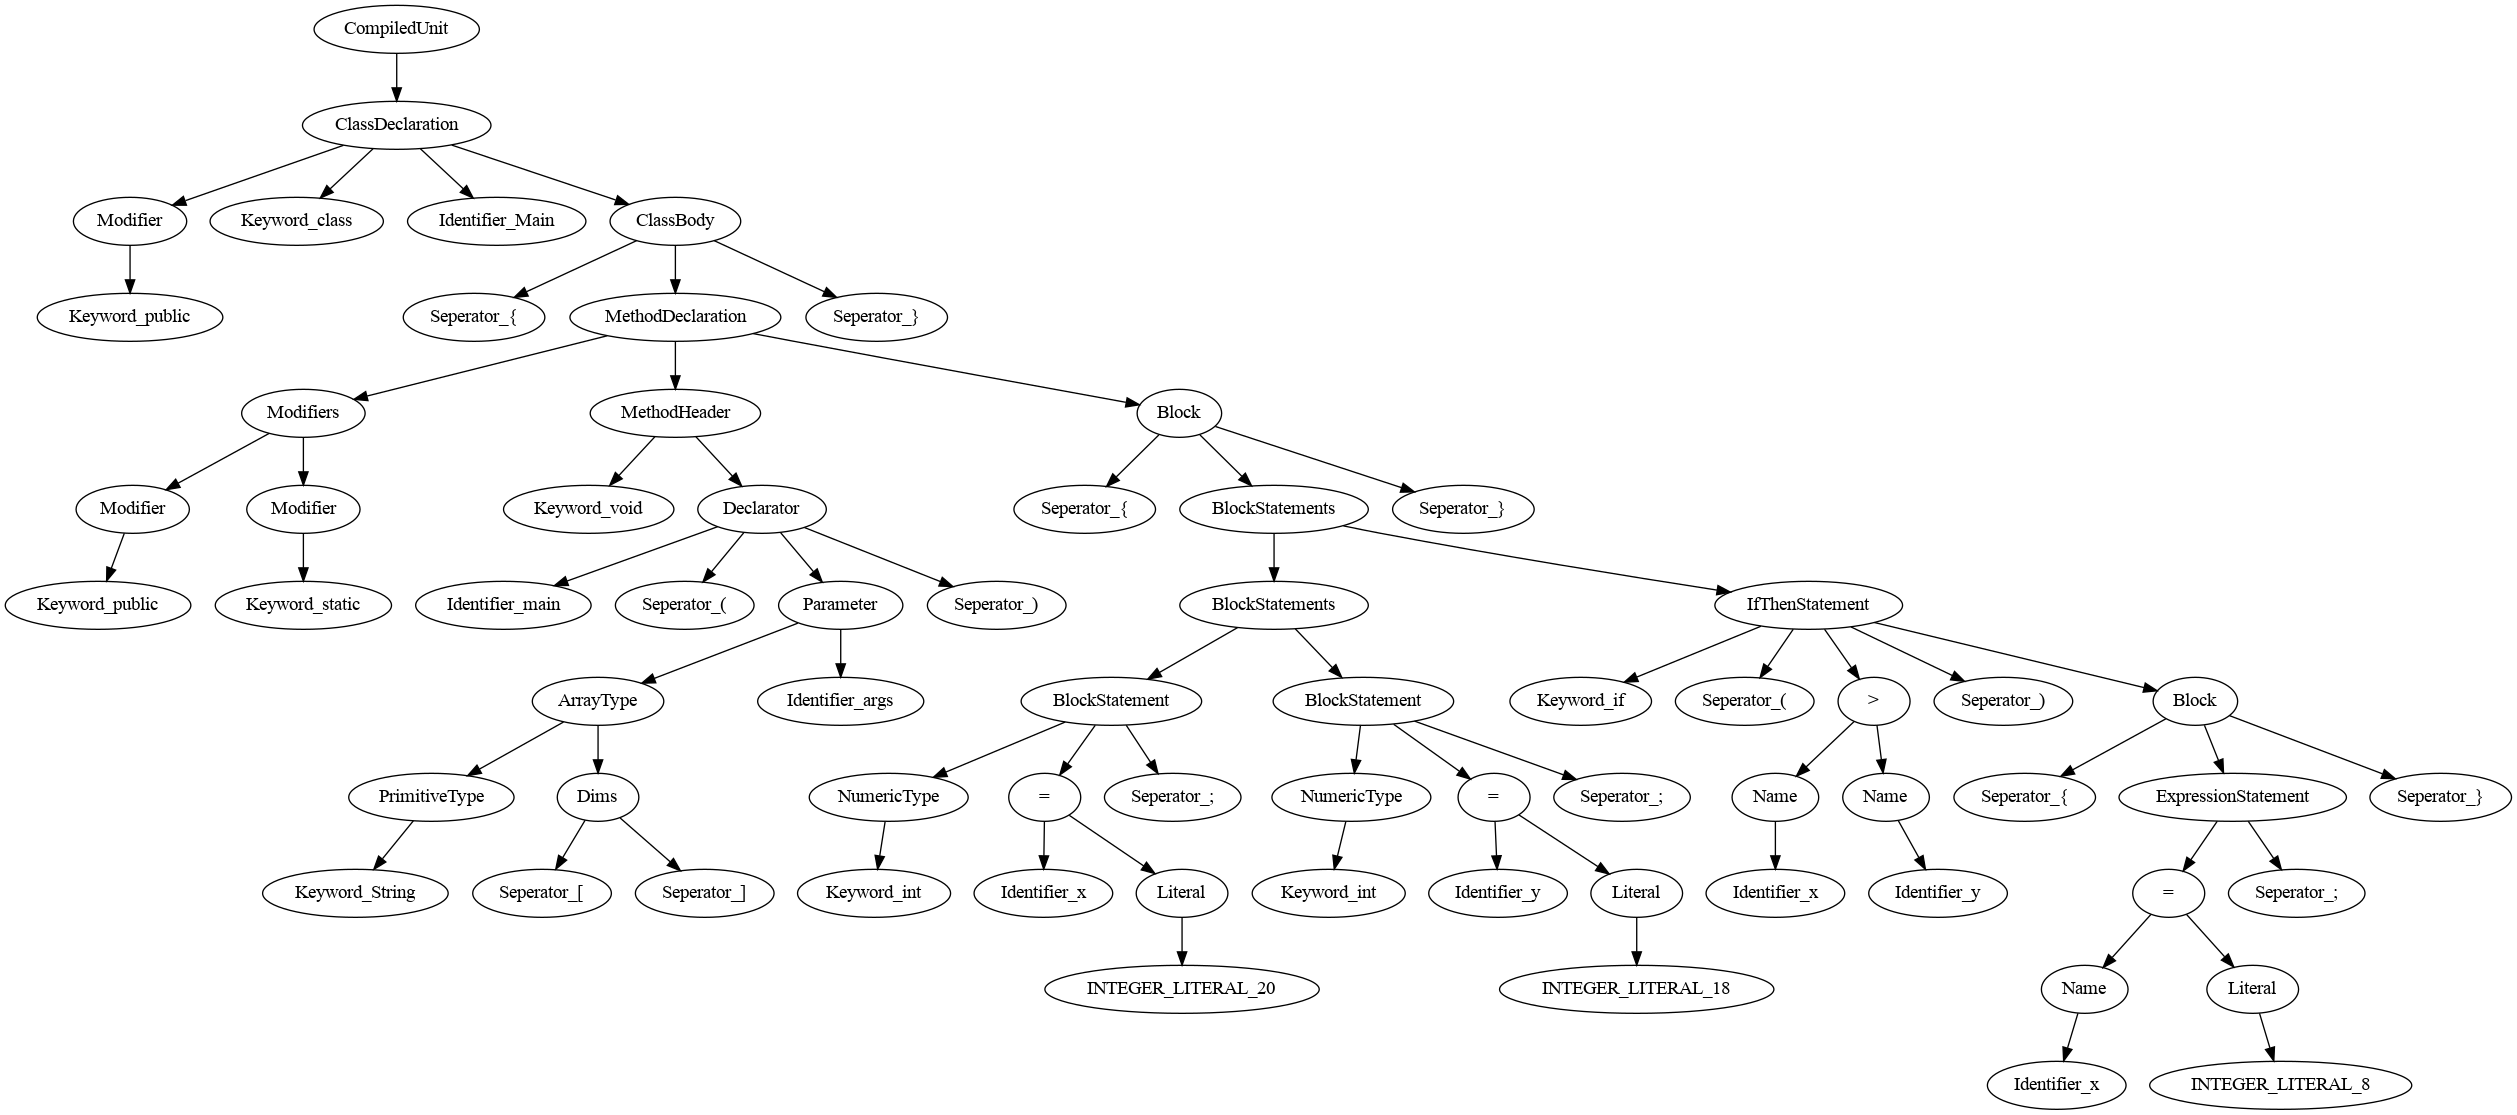 CompiledUnit
ClassDeclaration
Modifier Keyword_class Identifier_Main ClassBody
Keyword_public Seperator_{ MethodDeclaration Seperator_}
Modifiers MethodHeader Block
Modifier Modifier Keyword_void Declarator Seperator_{ BlockStatements Seperator_}
Keyword_public Keyword_static Identifier_main Seperator_( Parameter Seperator_) BlockStatements IfThenStatement
ArrayType Identifier_args BlockStatement BlockStatement Keyword_if Seperator_( > Seperator_) Block
PrimitiveType Dims NumericType = Seperator_; NumericType = Seperator_; Name Name Seperator_{ ExpressionStatement Seperator_}
Keyword_String Seperator_[ Seperator_] Keyword_int Identifier_x Literal Keyword_int Identifier_y Literal Identifier_x Identifier_y = Seperator_;
INTEGER_LITERAL_20 INTEGER_LITERAL_18 Name Literal
Identifier_x INTEGER_LITERAL_8